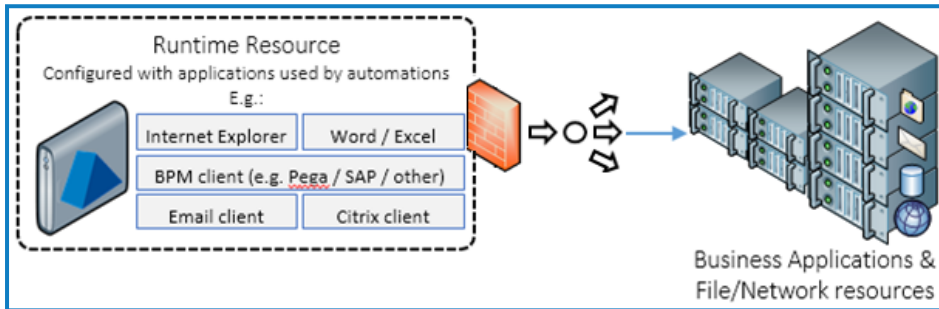 Runtime Resource
Configured with applications used by automations
E.g.:
Internet Explorer
Word / Excel
BPM client (e.g. Pega / SAP / other)
Email client
Citrix client
Business Applications &
File/Network resources